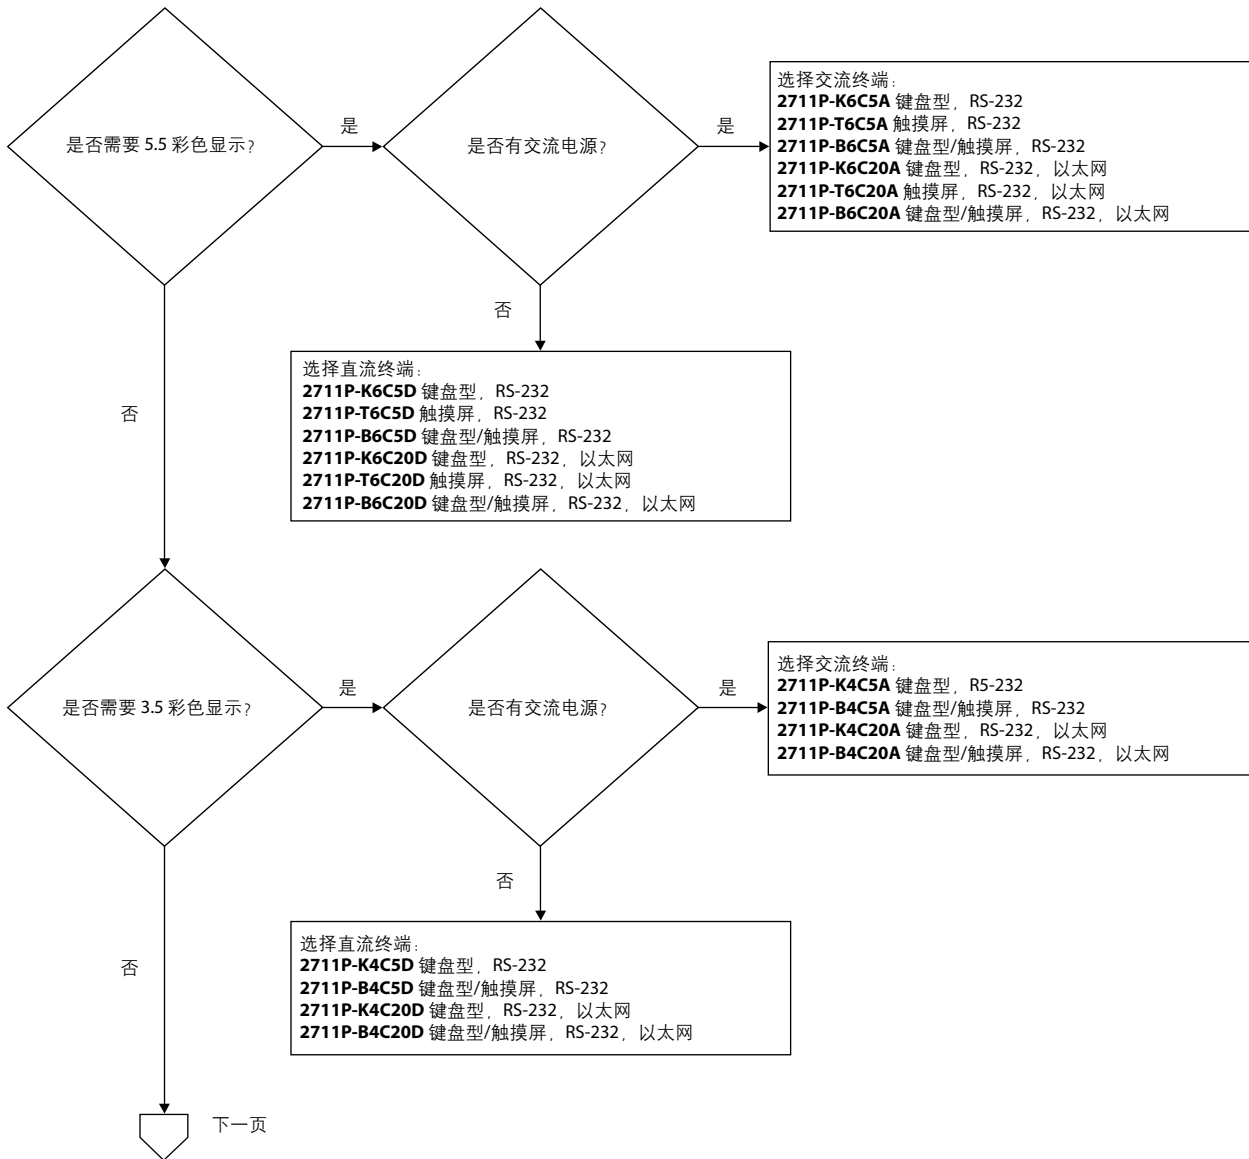 是否需要 5.5 彩色显示？
是
是否有交流电源？
是
选择交流终端：
2711P-K6C5A 键盘型，RS-232
2711P-T6C5A 触摸屏，RS-232
2711P-B6C5A 键盘型/触摸屏，RS-232
2711P-K6C20A 键盘型，RS-232，以太网
2711P-T6C20A 触摸屏，RS-232，以太网
2711P-B6C20A 键盘型/触摸屏，RS-232，以太网
否
选择直流终端：
2711P-K6C5D 键盘型，RS-232
2711P-T6C5D 触摸屏，RS-232
2711P-B6C5D 键盘型/触摸屏，RS-232
2711P-K6C20D 键盘型，RS-232，以太网
2711P-T6C20D 触摸屏，RS-232，以太网
2711P-B6C20D 键盘型/触摸屏，RS-232，以太网
否
是否需要 3.5 彩色显示？
是
是否有交流电源？
是
选择交流终端：
2711P-K4C5A 键盘型，R5-232
2711P-B4C5A 键盘型/触摸屏，RS-232
2711P-K4C20A 键盘型，RS-232，以太网
2711P-B4C20A 键盘型/触摸屏，RS-232，以太网
否
选择直流终端：
2711P-K4C5D 键盘型，RS-232
2711P-B4C5D 键盘型/触摸屏，RS-232
2711P-K4C20D 键盘型，RS-232，以太网
2711P-B4C20D 键盘型/触摸屏，RS-232，以太网
否
下一页